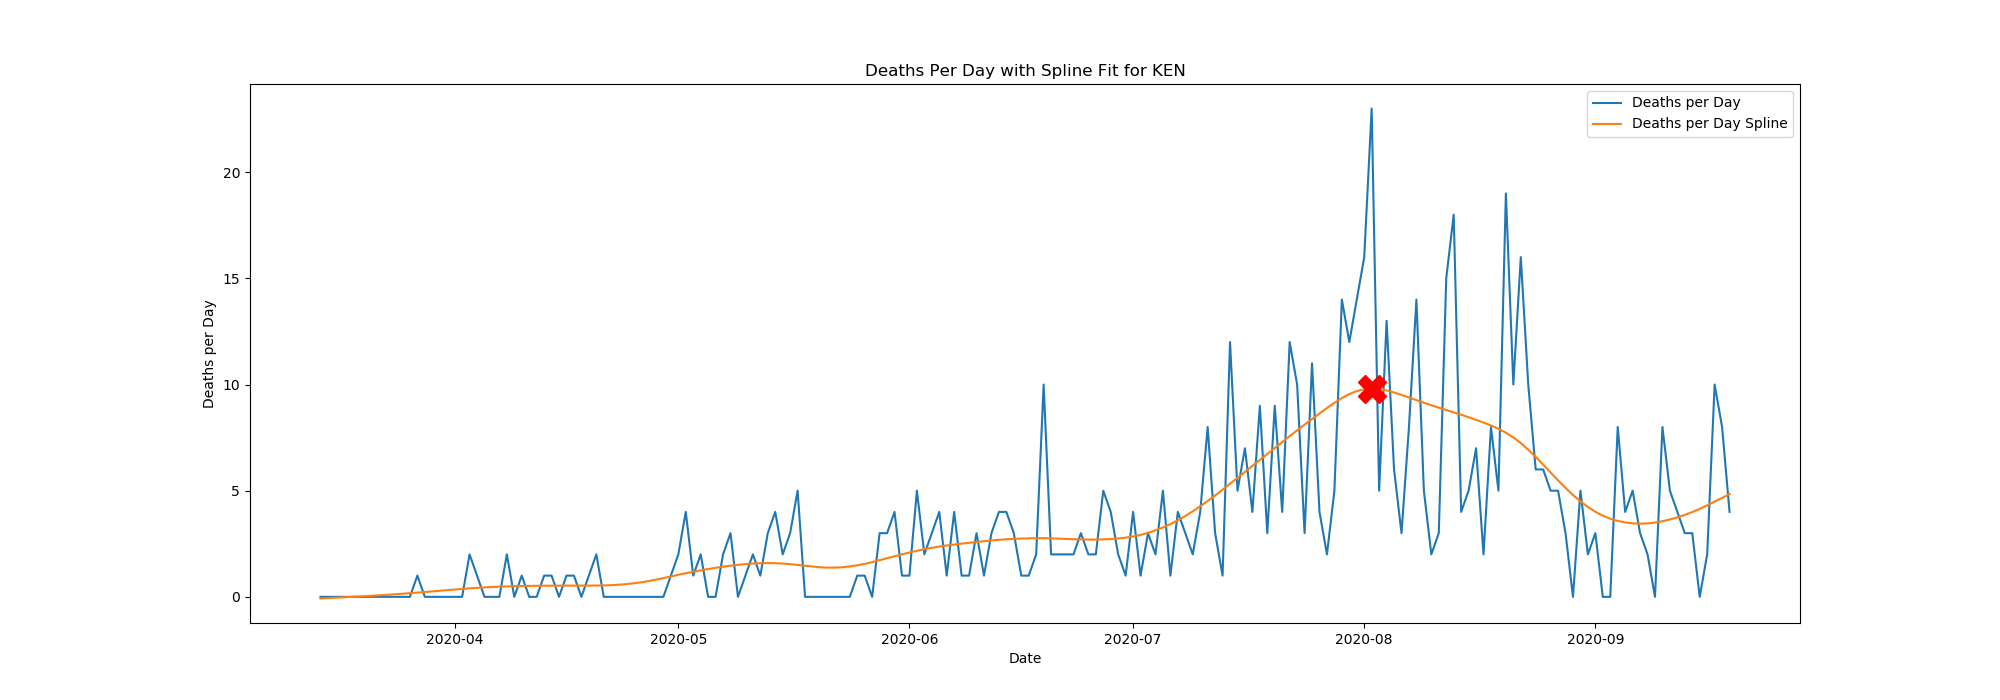 Deaths Per Day with Spline Fit for KEN
Deaths per Day
Deaths per Day Spline
Deaths per Day
20
15
10
5
0
2020-04
2020-05
2020-06
2020-07
2020-08
2020-09
Date